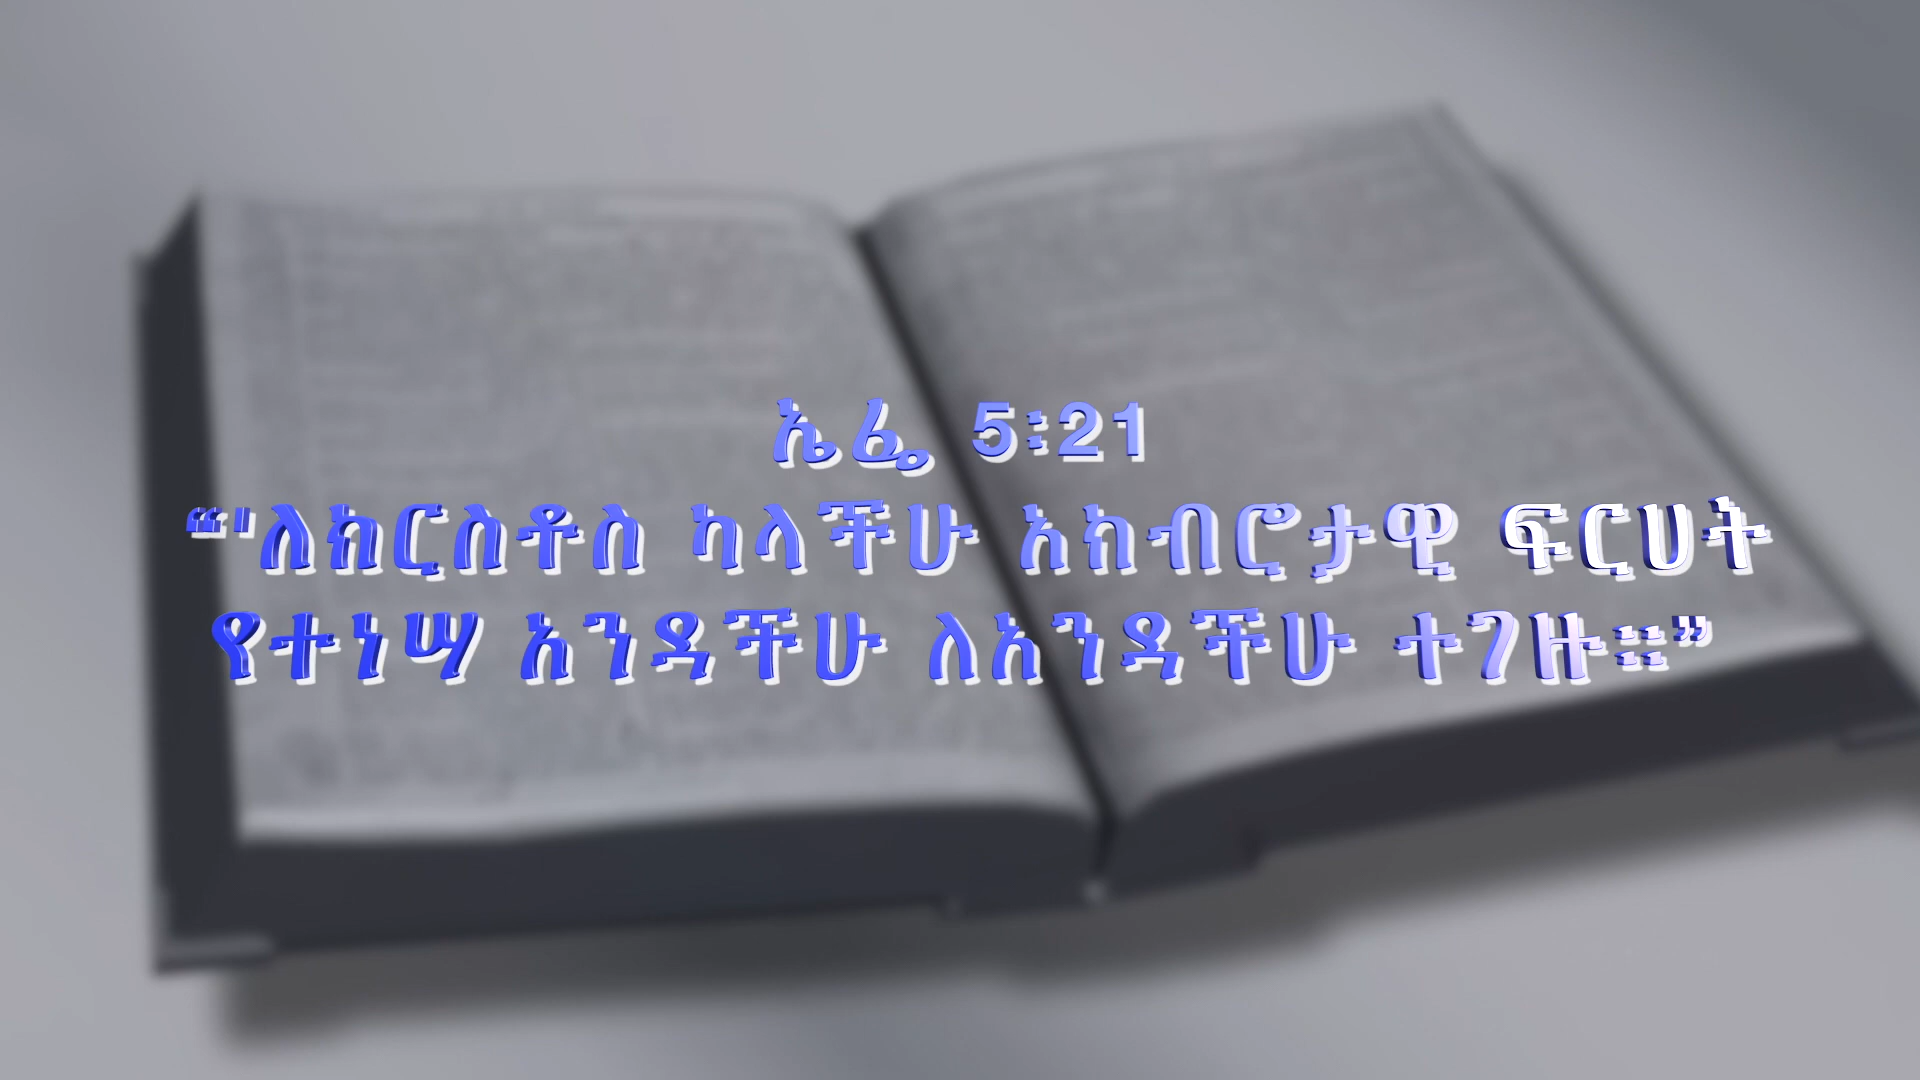 ኤፌ 5፡21
“'ለክርስቶስ ካላችሁ አክብሮታዊ ፍርሀት
የተነሣ አንዳችሁ ለአንዳችሁ ተገዙ፡፡”